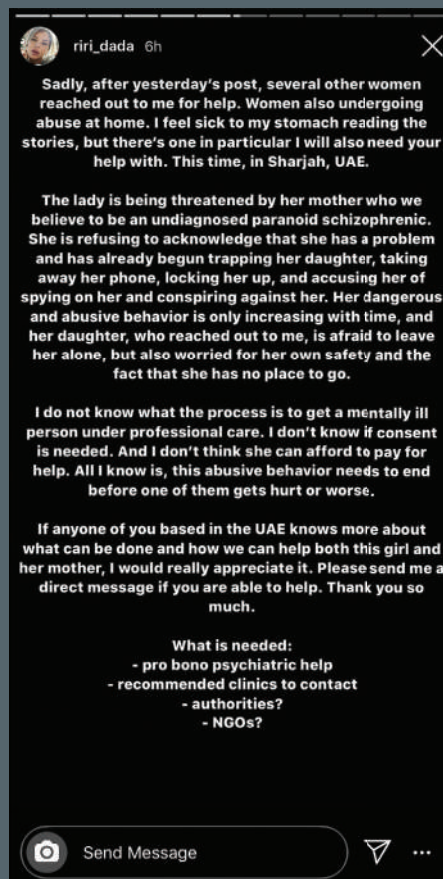 riri_dada 6h
Sadly, after yesterday's post, several other women
reached out to me for help. Women also undergoing
abuse at home. I feel sick to my stomach reading the
stories, but there's one in particular I will also need your
help with. This time, in Sharjah, UAE.
The lady is being threatened by her mother who we
believe to be an undiagnosed paranoid schizophrenic.
She is refusing to acknowledge that she has a problem
and has already begun trapping her daughter, taking
away her phone, locking her up, and accusing her of
spying on her and conspiring against her. Her dangerous
and abusive behavior is only increasing with time, and
her daughter, who reached out to me, is afraid to leave
her alone, but also worried for her own safety and the
fact that she has no place to go.
I do not know what the process is to get a mentally ill
person under professional care. I don't know if consent
is needed. And I don't think she can afford to pay for
help. All I know is, this abusive behavior needs to end
before one of them gets hurt or worse.
If anyone of you based in the UAE knows more about
what can be done and how we can help both this girl and
her mother, I would really appreciate it. Please send me a
direct message if you are able to help. Thank you so
much.
What is needed:
- pro bono psychiatric help
- recommended clinics to contact
- authorities?
- NGOs?
Send Message